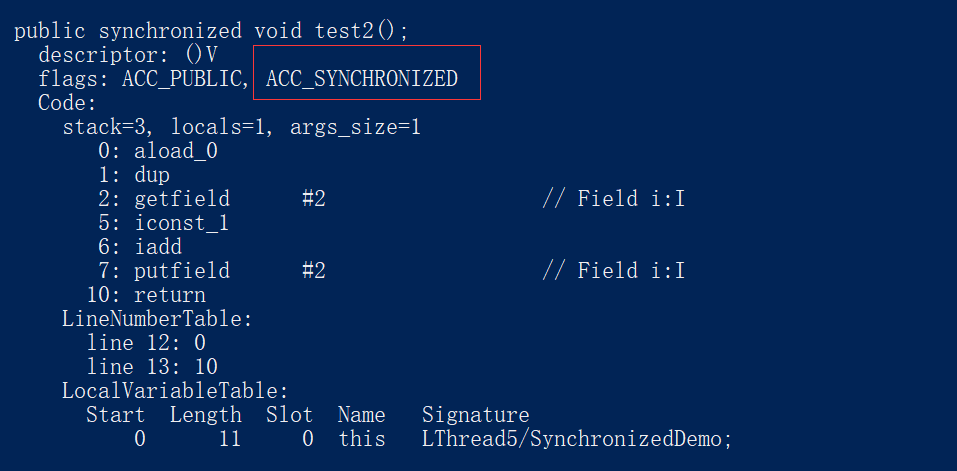 public synchronized void test2();
descriptor: ()V
flags: ACC_PUBLIC, ACC_SYNCHRONIZED
Code:
stack=3, locals=1, args_size=1
0: aload_0
1: dup
2: getfield #2 // Field i:I
5: iconst_1
6: iadd
7: putfield #2 // Field i:I
10: return
LineNumberTable:
line 12: 0
line 13: 10
LocalVariableTable:
Start Length Slot Name Signature
0 11 0 this LThread5/SynchronizedDemo;